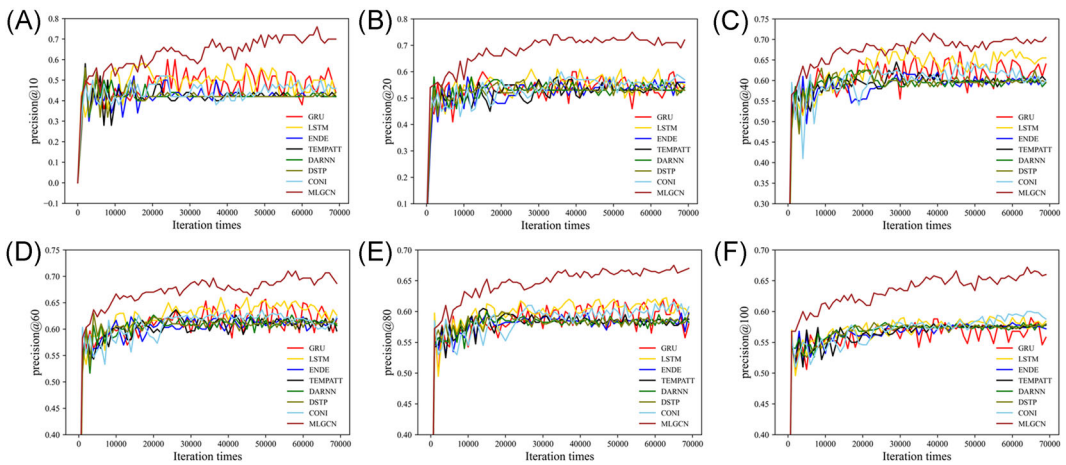 (A)
precision@10
0.8
0.7
0.6
0.5
0.4
0.3
0.2
0.1
0.0
−0.1
0 10000 20000 30000 40000 50000 60000 70000
Iteration times
GRU
LSTM
ENDE
TEMPATT
DARNN
DSTP
CONI
MLGCN
(B)
precision@20
0.8
0.7
0.6
0.5
0.4
0.3
0.2
0.1
0 10000 20000 30000 40000 50000 60000 70000
Iteration times
GRU
LSTM
ENDE
TEMPATT
DARNN
DSTP
CONI
MLGCN
(C)
precision@40
0.75
0.70
0.65
0.60
0.55
0.50
0.45
0.40
0.35
0.30
0 10000 20000 30000 40000 50000 60000 70000
Iteration times
GRU
LSTM
ENDE
TEMPATT
DARNN
DSTP
CONI
MLGCN
(D)
precision@60
0.75
0.70
0.65
0.60
0.55
0.50
0.45
0.40
0 10000 20000 30000 40000 50000 60000 70000
Iteration times
GRU
LSTM
ENDE
TEMPATT
DARNN
DSTP
CONI
MLGCN
(E)
precision@80
0.70
0.65
0.60
0.55
0.50
0.45
0.40
0 10000 20000 30000 40000 50000 60000 70000
Iteration times
GRU
LSTM
ENDE
TEMPATT
DARNN
DSTP
CONI
MLGCN
(F)
precision@100
0.70
0.65
0.60
0.55
0.50
0.45
0.40
0 10000 20000 30000 40000 50000 60000 70000
Iteration times
GRU
LSTM
ENDE
TEMPATT
DARNN
DSTP
CONI
MLGCN